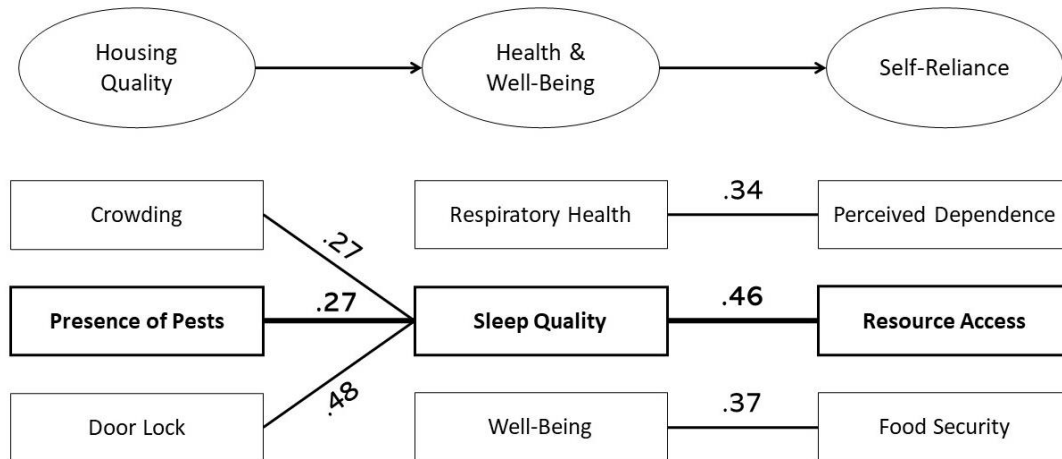 Housing
Quality
Health &
Well-Being
Self-Reliance
Crowding
Respiratory Health
.34
Perceived Dependence
.27
Presence of Pests
.27
Sleep Quality
.46
Resource Access
.48
Door Lock
Well-Being
.37
Food Security